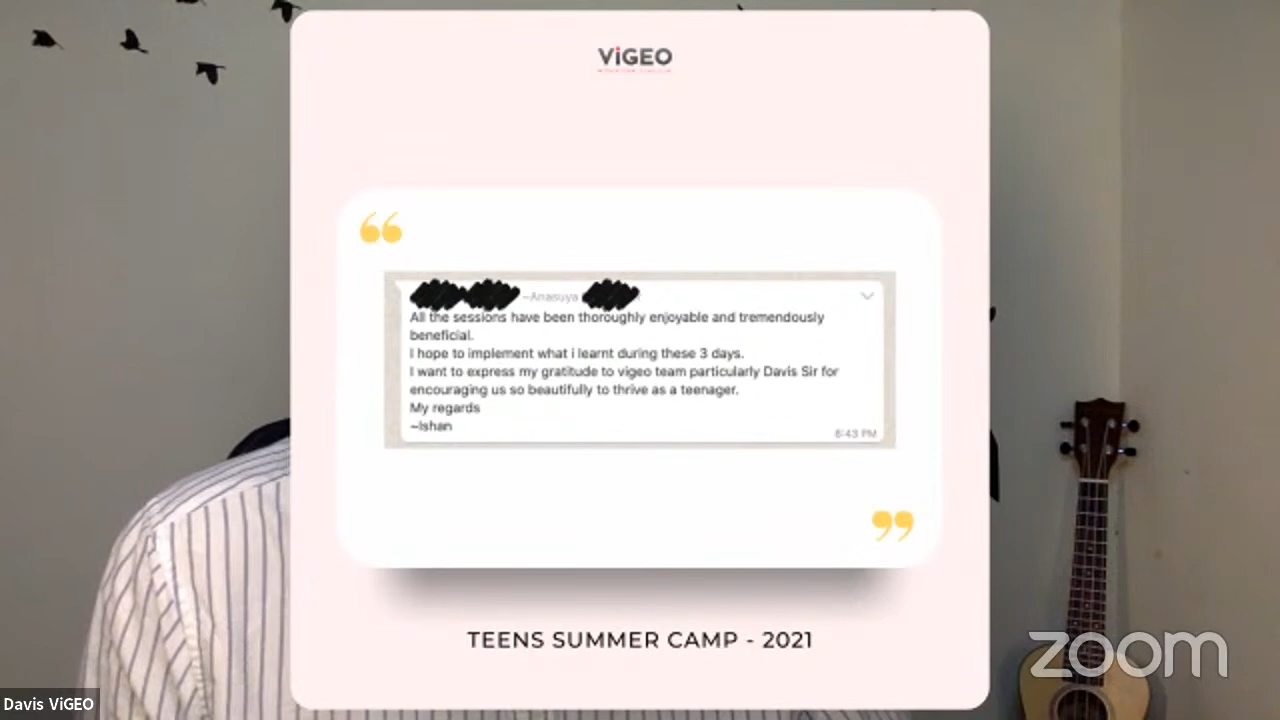 ViGEO
“
~Anasuya
All the sessions have been thoroughly enjoyable and tremendously
beneficial.
I hope to implement what i learnt during these 3 days.
I want to express my gratitude to vigeo team particularly Davis Sir for
encouraging us so beautifully to thrive as a teenager.
My regards
~Ishan
6:43 PM
”
TEENS SUMMER CAMP - 2021
zoom
Davis ViGEO